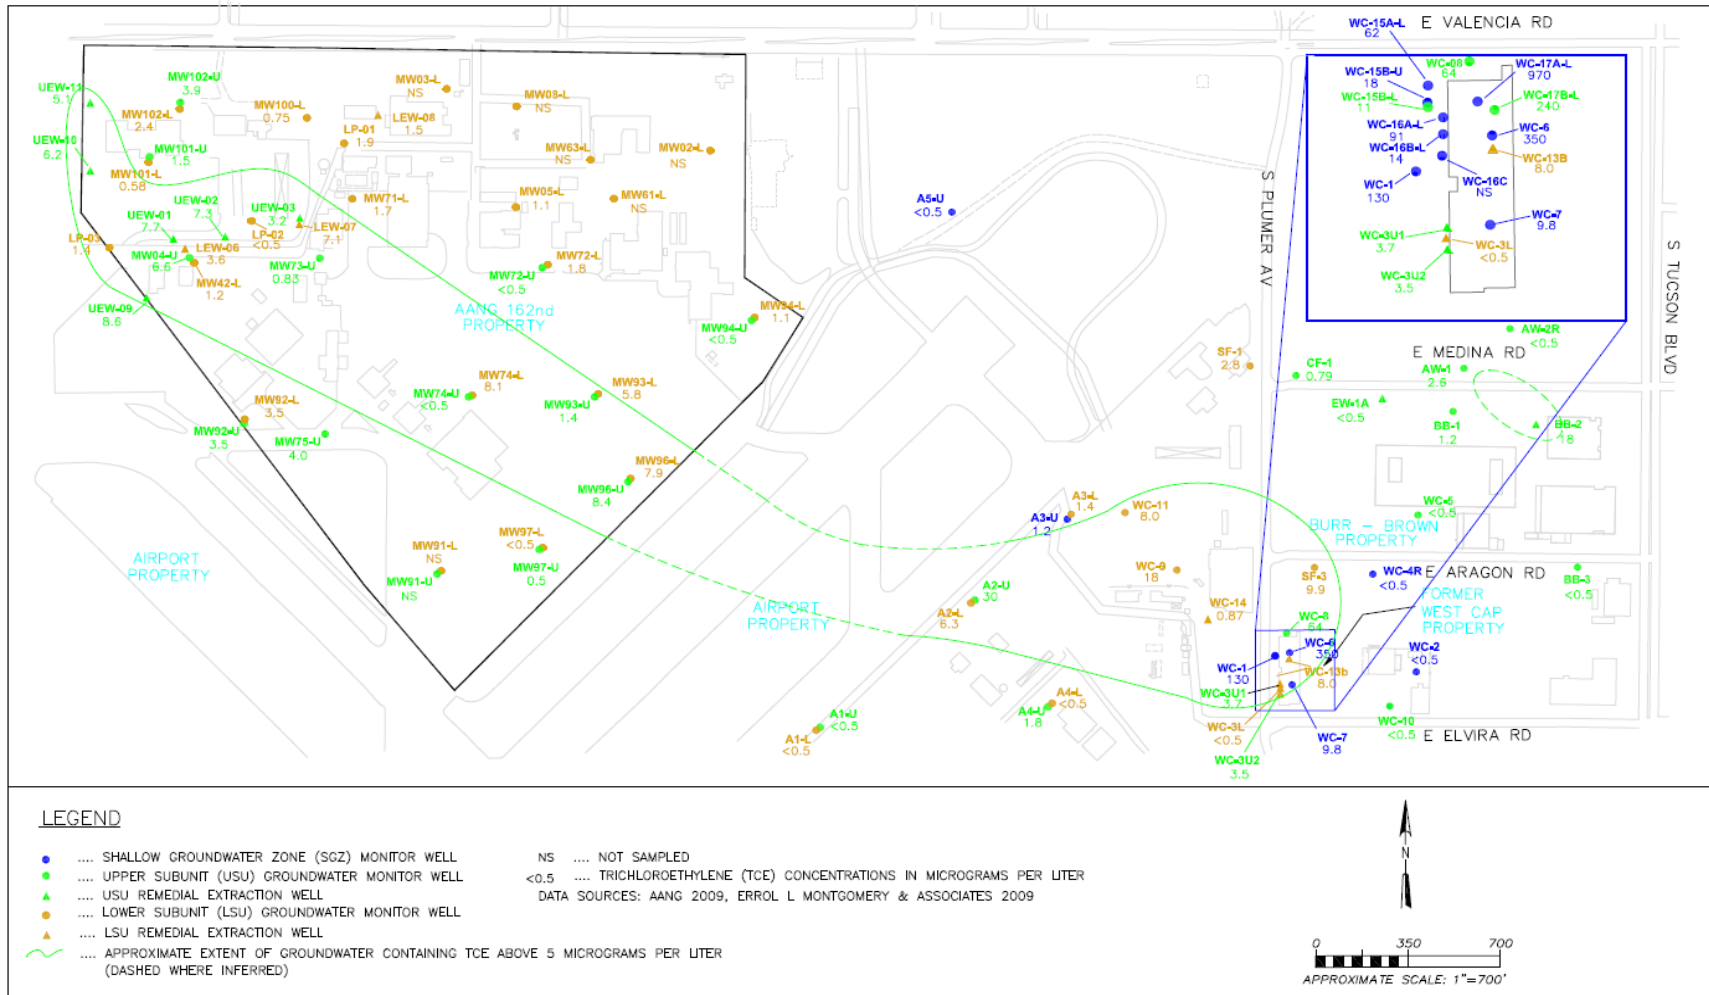 E VALENCIA RD
WC-15A-L
62
WC-15B-U
18
WC-15B-L
11
WC-08
64
WC-17A-L
970
WC-17B-L
240
WC-16A-L
91
WC-16B-L
14
WC-6
350
WC-13B
8.0
WC-1
130
WC-16C
NS
WC-7
9.8
WC-3U1
3.7
WC-3L
<0.5
WC-3U2
3.5
UEW-11
5.1
MW102-U
3.9
MW102-L
2.4
MW100-L
0.75
MW03-L
NS
LEW-08
1.5
LP-01
1.9
MW08-L
NS
MW63-L
NS
MW02-L
NS
UEW-10
6.2
MW101-U
1.5
MW101-L
0.58
UEW-01
7.7
UEW-02
7.3
UEW-03
3.2
LP-02
<0.5
LEW-07
7.1
MW71-L
1.7
MW05-L
1.1
MW61-L
NS
A5-U
<0.5
S PLUMER AV
S TUCSON BLVD
LP-03
1.4
MW04-U
6.6
LEW-06
3.6
MW42-L
1.2
MW73-U
0.83
MW72-U
<0.5
MW72-L
1.8
UEW-09
8.6
AANG 162nd
PROPERTY
MW94-L
1.1
MW94-U
<0.5
AW-2R
<0.5
E MEDINA RD
SF-1
2.8
CF-1
0.79
AW-1
2.6
EW-1A
<0.5
BB-1
1.2
BB-2
18
MW74-L
8.1
MW74-U
<0.5
MW93-L
5.8
MW93-U
1.4
MW92-L
3.5
MW92-U
3.5
MW75-U
4.0
MW96-L
7.9
MW96-U
8.4
A3-L
1.4
A3-U
1.2
WC-11
8.0
WC-5
<0.5
BURR - BROWN
PROPERTY
MW97-L
<0.5
MW97-U
0.5
MW91-L
NS
MW91-U
NS
AIRPORT
PROPERTY
WC-9
18
SF-3
9.9
WC-4R
<0.5
E ARAGON RD
BB-3
<0.5
A2-U
30
A2-L
6.3
AIRPORT
PROPERTY
WC-14
0.87
FORMER
WEST CAP
PROPERTY
WC-8
64
WC-6
350
WC-1
130
WC-13b
8.0
WC-2
<0.5
WC-3U1
3.7
A4-L
<0.5
A4-U
1.8
A1-U
<0.5
A1-L
<0.5
WC-3L
<0.5
WC-7
9.8
WC-10
<0.5
E ELVIRA RD
WC-3U2
3.5
LEGEND
.... SHALLOW GROUNDWATER ZONE (SGZ) MONITOR WELL
.... UPPER SUBUNIT (USU) GROUNDWATER MONITOR WELL
.... USU REMEDIAL EXTRACTION WELL
.... LOWER SUBUNIT (LSU) GROUNDWATER MONITOR WELL
.... LSU REMEDIAL EXTRACTION WELL
.... APPROXIMATE EXTENT OF GROUNDWATER CONTAINING TCE ABOVE 5 MICROGRAMS PER LITER
(DASHED WHERE INFERRED)
NS .... NOT SAMPLED
<0.5 .... TRICHLOROETHYLENE (TCE) CONCENTRATIONS IN MICROGRAMS PER LITER
DATA SOURCES: AANG 2009, ERROL L MONTGOMERY & ASSOCIATES 2009
N
0 350 700
APPROXIMATE SCALE: 1"=700'